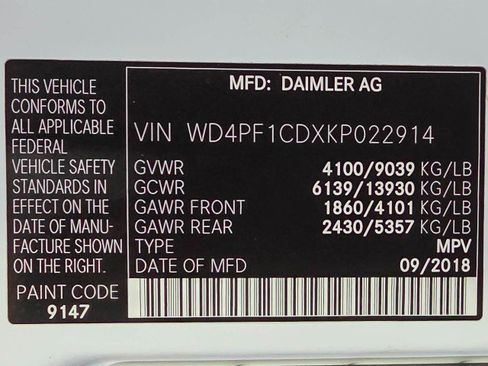 THIS VEHICLE
CONFORMS TO
ALL APPLICABLE
FEDERAL
VEHICLE SAFETY
STANDARDS IN
EFFECT ON THE
DATE OF MANU-
FACTURE SHOWN
ON THE RIGHT.
PAINT CODE
9147
MFD: DAIMLER AG
VIN WD4PF1CDXKP022914
GVWR 4100/9039 KG/LB
GCWR 6139/13930 KG/LB
GAWR FRONT 1860/4101 KG/LB
GAWR REAR 2430/5357 KG/LB
TYPE MPV
DATE OF MFD 09/2018